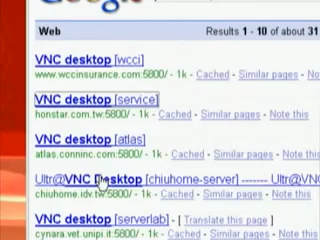 Google
Web Results 1 - 10 of about 31
VNC desktop [wcci]
www.wccinsurance.com:5800/ - 1k - Cached - Similar pages - Note
VNC desktop [service]
honstar.com.tw:5800/ - 1k - Cached - Similar pages - Note this
VNC desktop [atlas]
atlas.conninc.com:5800/ - 1k - Cached - Similar pages - Note this
Ultr@VNC Desktop [chiuhome-server] ------- Ultr@VN
chiuhome.idv.tw:5800/ - 1k - Cached - Similar pages - Note this
VNC desktop [serverlab] - [ Translate this page ]
cynara.vet.unipi.it:5800/ - 1k - Cached - Similar pages - Note